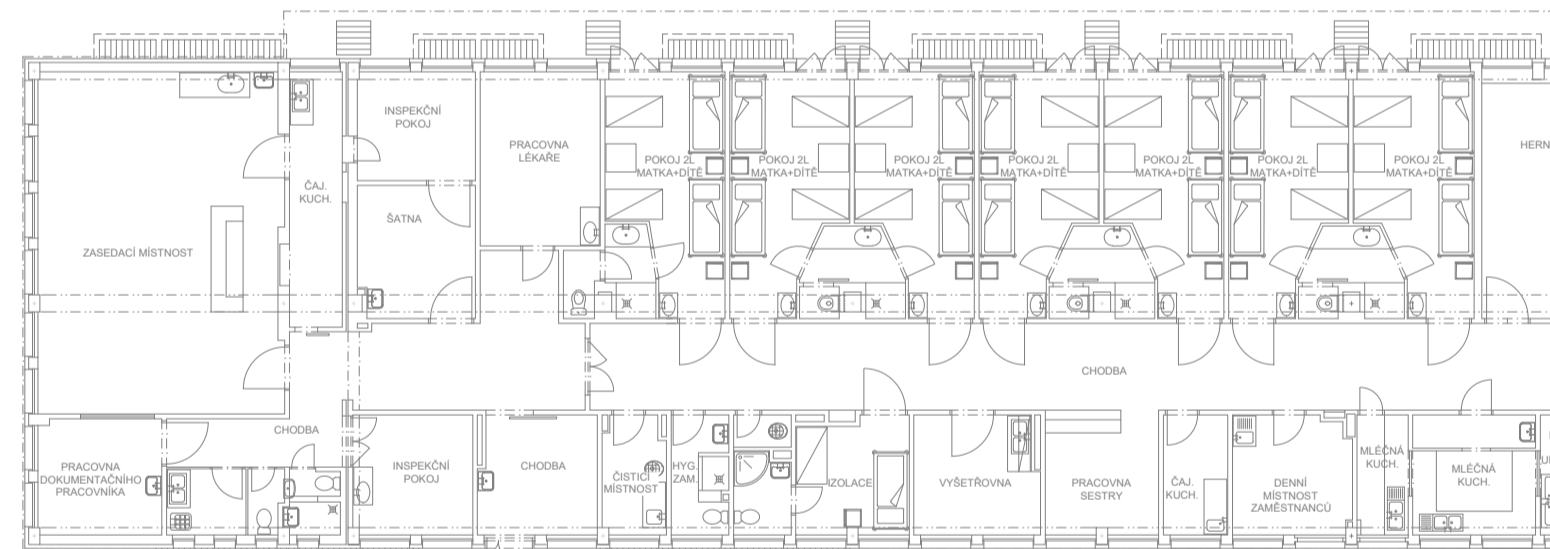 INSPEKČNÍ
POKOJ
PRACOVNA
LÉKAŘE
HERN
POKOJ 2L
MATKA+DÍTĚ
POKOJ 2L
MATKA+DÍTĚ
POKOJ 2L
MATKA+DÍTĚ
POKOJ 2L
MATKA+DÍTĚ
POKOJ 2L
MATKA+DÍTĚ
POKOJ 2L
MATKA+DÍTĚ
POKOJ 2L
MATKA+DÍTĚ
ČAJ.
KUCH.
ŠATNA
ZASEDACÍ MÍSTNOST
CHODBA
CHODBA
PRACOVNA
DOKUMENTAČNÍHO
PRACOVNÍKA
INSPEKČNÍ
POKOJ
CHODBA
ČISTICÍ
MÍSTNOST
HYG.
ZAM.
IZOLACE
VYŠETŘOVNA
PRACOVNA
SESTRY
ČAJ.
KUCH.
DENNÍ
MÍSTNOST
ZAMĚSTNANCŮ
MLÉČNÁ
KUCH.
MLÉČNÁ
KUCH.